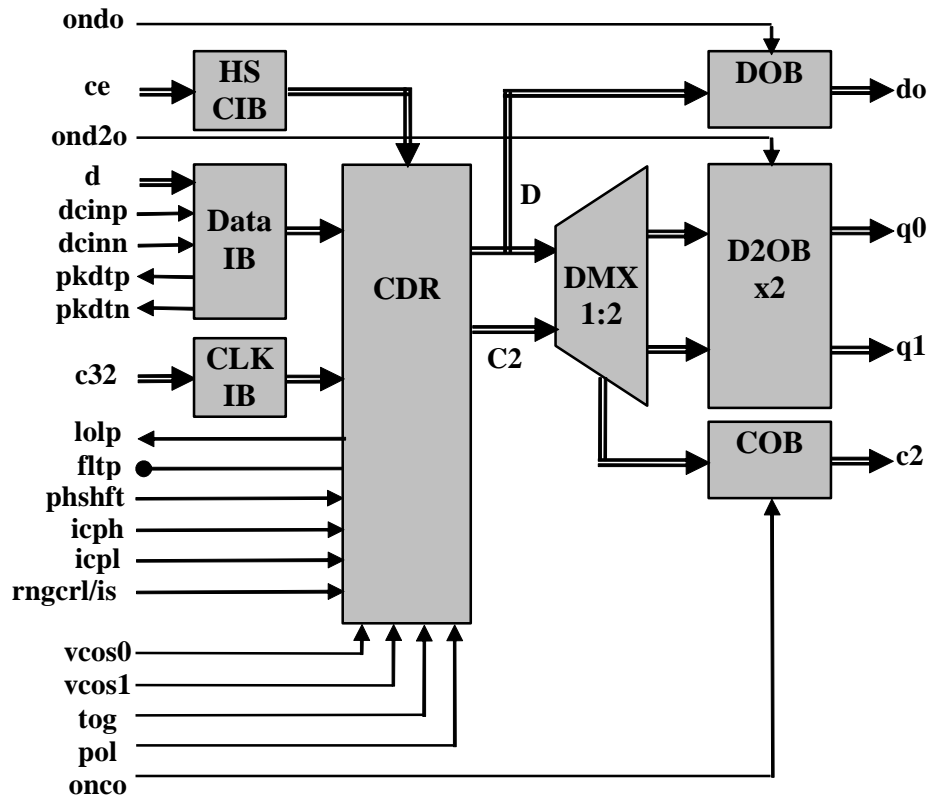 ondo
ce
ond2o
d
dcinp
dcinn
pkdtp
pkdtn
c32
lolp
fltp
phshft
icph
icpl
rngcrl/is
vcos0
vcos1
tog
pol
onco
HS
CIB
Data
IB
CLK
IB
CDR
D
C2
DMX
1:2
DOB
D2OB
x2
COB
do
q0
q1
c2